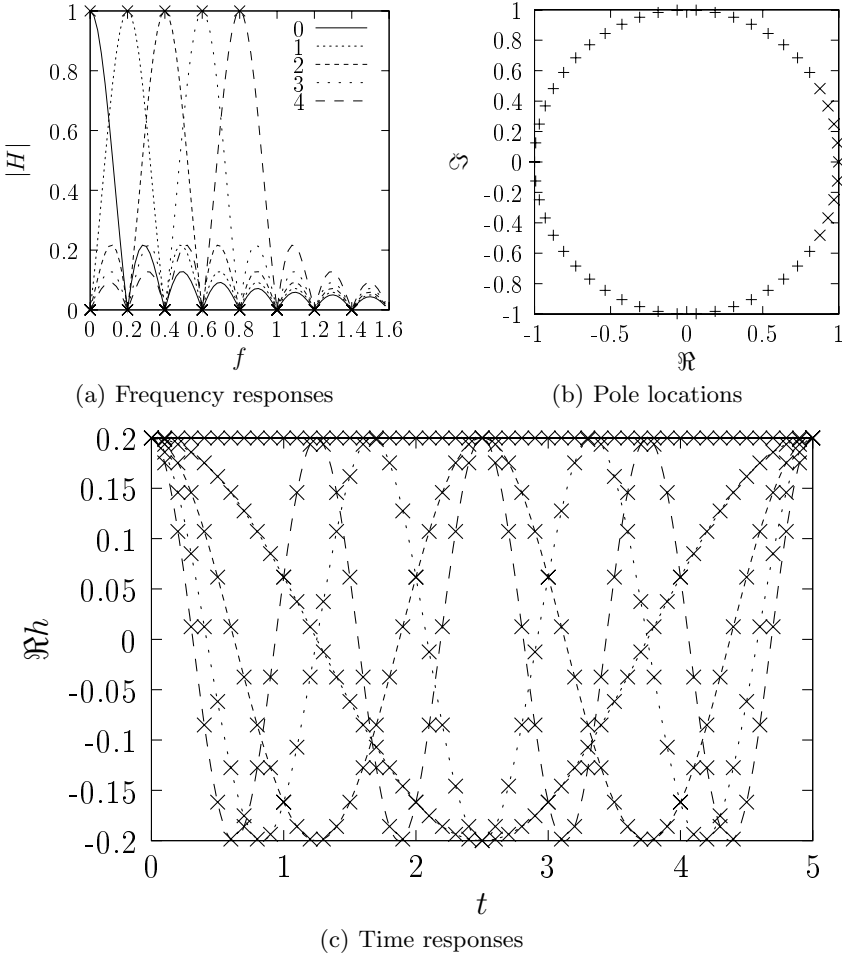 |H|
1
0.8
0.6
0.4
0.2
0
0
1
2
3
4
0 0.2 0.4 0.6 0.8 1 1.2 1.4 1.6
f
(a) Frequency responses
ℑ
1
0.8
0.6
0.4
0.2
0
-0.2
-0.4
-0.6
-0.8
-1
-1 -0.5 0 0.5 1
ℜ
(b) Pole locations
ℜh
0.2
0.15
0.1
0.05
0
-0.05
-0.1
-0.15
-0.2
0 1 2 3 4 5
t
(c) Time responses